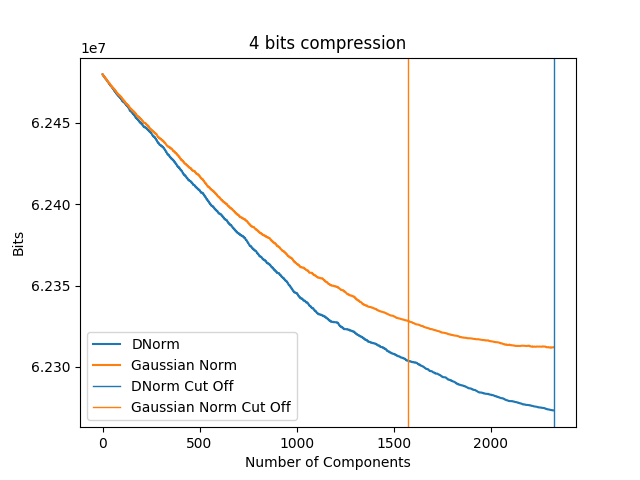 4 bits compression
1e7
6.245
6.240
6.235
6.230
Bits
DNorm
Gaussian Norm
DNorm Cut Off
Gaussian Norm Cut Off
0 500 1000 1500 2000
Number of Components